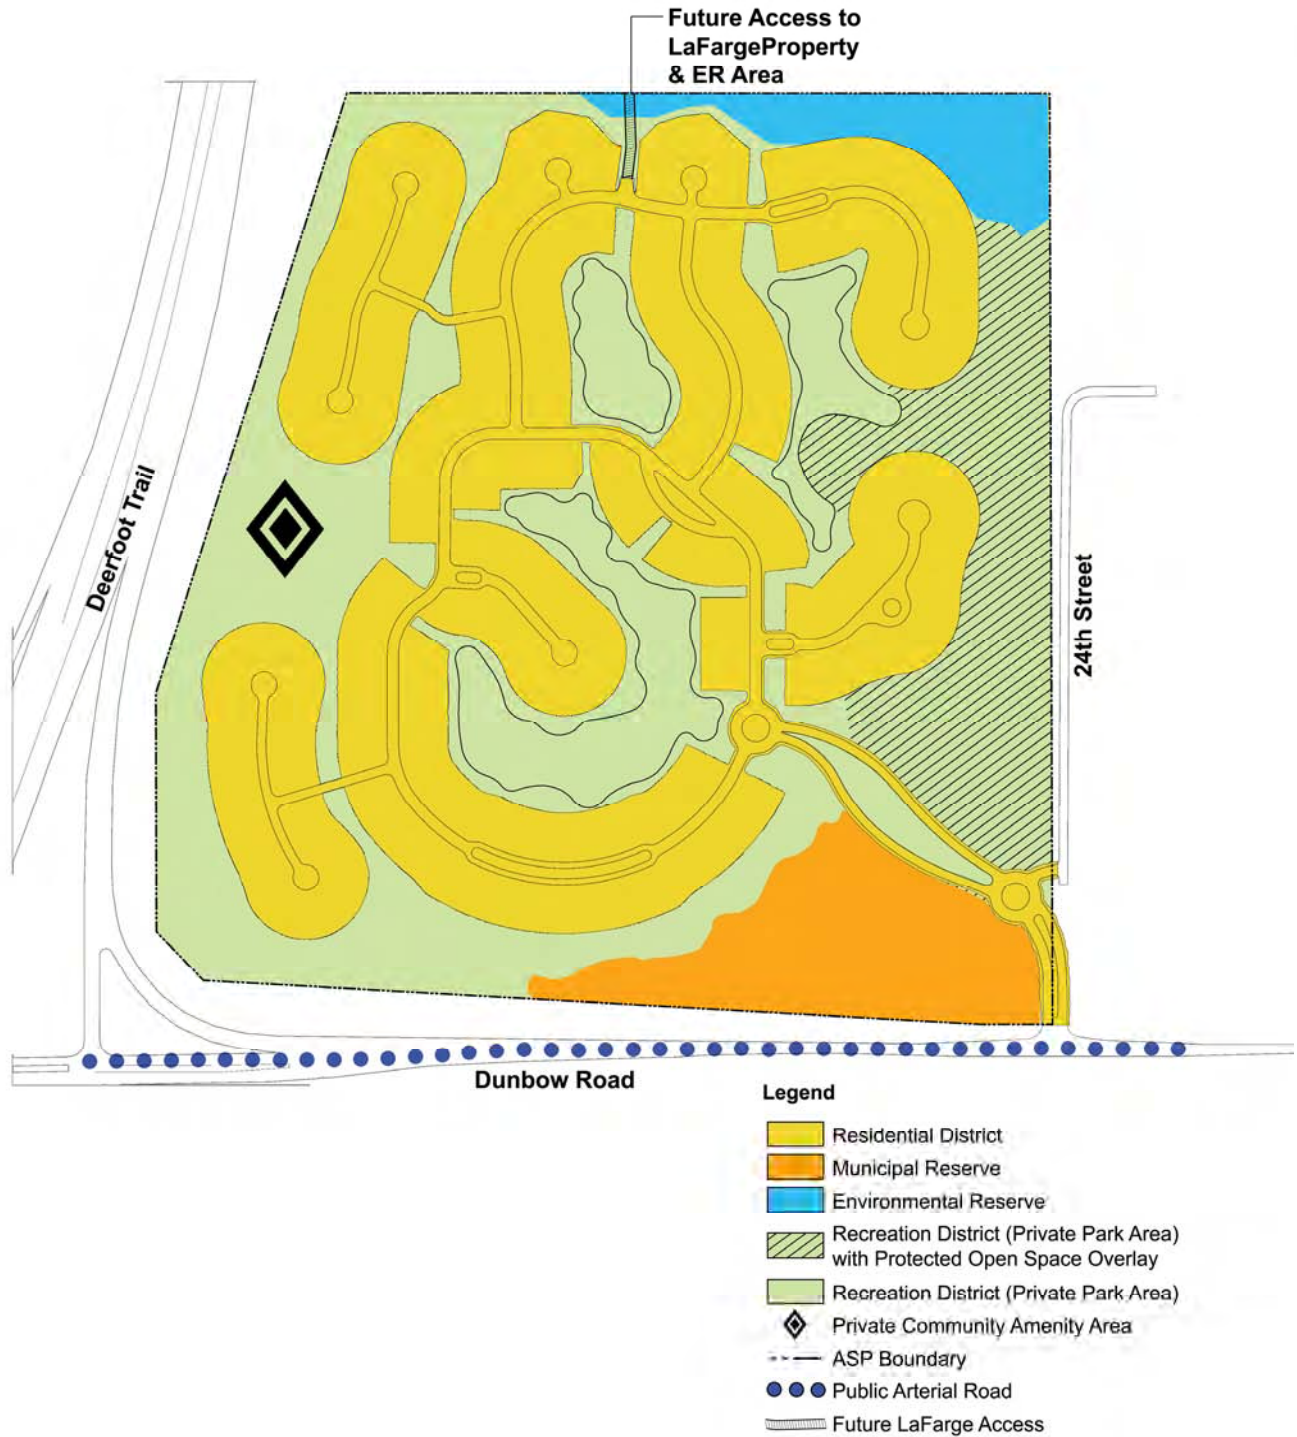 Future Access to
LaFargeProperty
& ER Area
Deerfoot Trail
24th Street
Dunbow Road
Legend
Residential District
Municipal Reserve
Environmental Reserve
Recreation District (Private Park Area)
with Protected Open Space Overlay
Recreation District (Private Park Area)
Private Community Amenity Area
ASP Boundary
Public Arterial Road
Future LaFarge Access